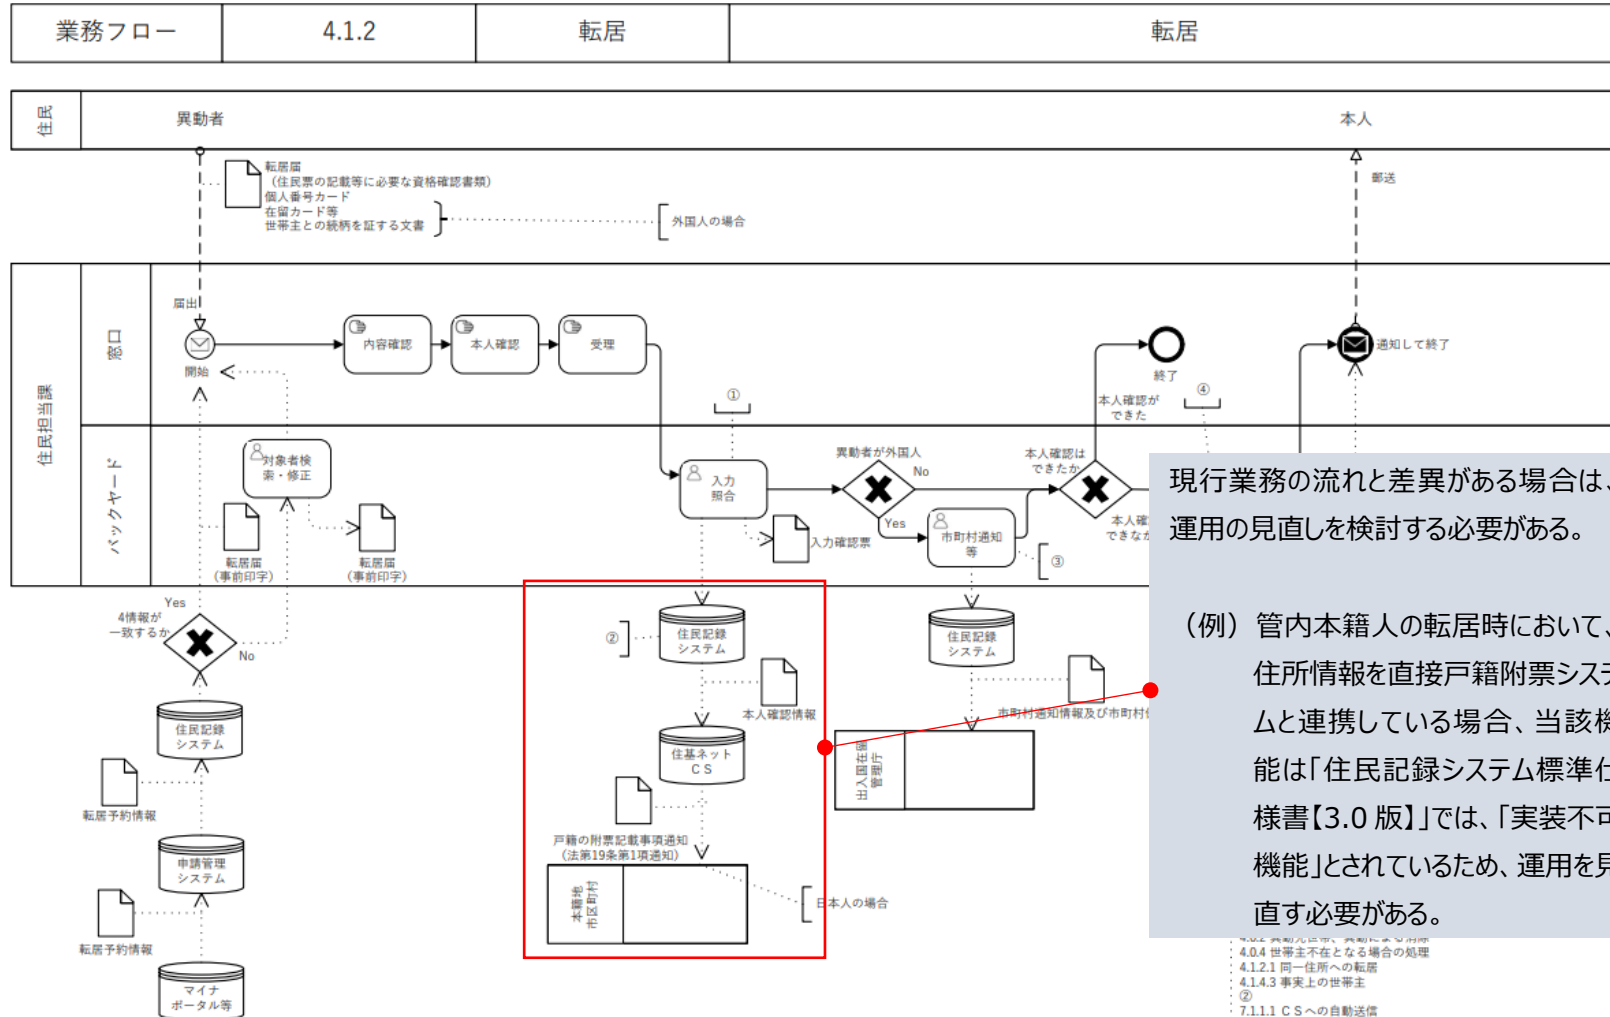 業務フロー
4.1.2
転居
転居
住民
異動者
本人
転居届
（住民票の記載等に必要な資格確認書類）
個人番号カード
在留カード等
世帯主との続柄を証する文書
外国人の場合
郵送
住民担当課
窓口
届出
開始
内容確認
本人確認
受理
終了
通知して終了
①
④
本人確認が
できた
バックヤード
対象者検
索・修正
転居届
（事前印字）
転居届
（事前印字）
入力
照合
入力確認票
異動者が外国人
No
Yes
市町村通知
等
③
本人確認は
できたか
本人確
できなか
Yes
4情報が
一致するか
No
住民記録
システム
転居予約情報
申請管理
システム
転居予約情報
マイナ
ポータル等
②
住民記録
システム
本人確認情報
住基ネット
ＣＳ
戸籍の附票記載事項通知
（法第19条第1項通知）
本籍地
市区町村
日本人の場合
住民記録
システム
市町村通知情報及び市町村
出入国在留
管理庁
現行業務の流れと差異がある場合は、
運用の見直しを検討する必要がある。
（例）管内本籍人の転居時において、
住所情報を直接戸籍附票システ
ムと連携している場合、当該機
能は「住民記録システム標準仕
様書【3.0 版】」では、「実装不可
機能」とされているため、運用を見
直す必要がある。
4.0.4 世帯主不在となる場合の処理
4.1.2.1 同一住所への転居
4.1.4.3 事実上の世帯主
②
7.1.1.1 ＣＳへの自動送信